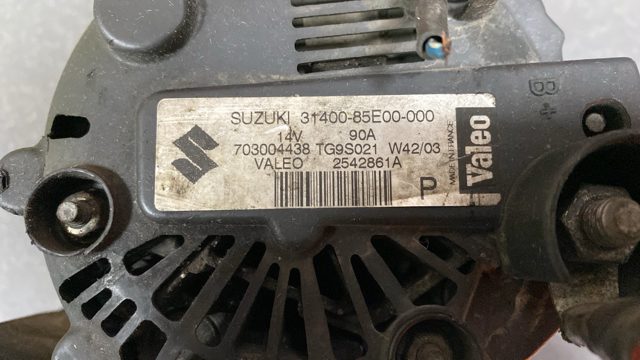 SUZUKI 31400-85E00-000
14V 90A
703004438 TG9S021 W42/03
VALEO 2542861A
P
MADE IN FRANCE
Valeo
B+